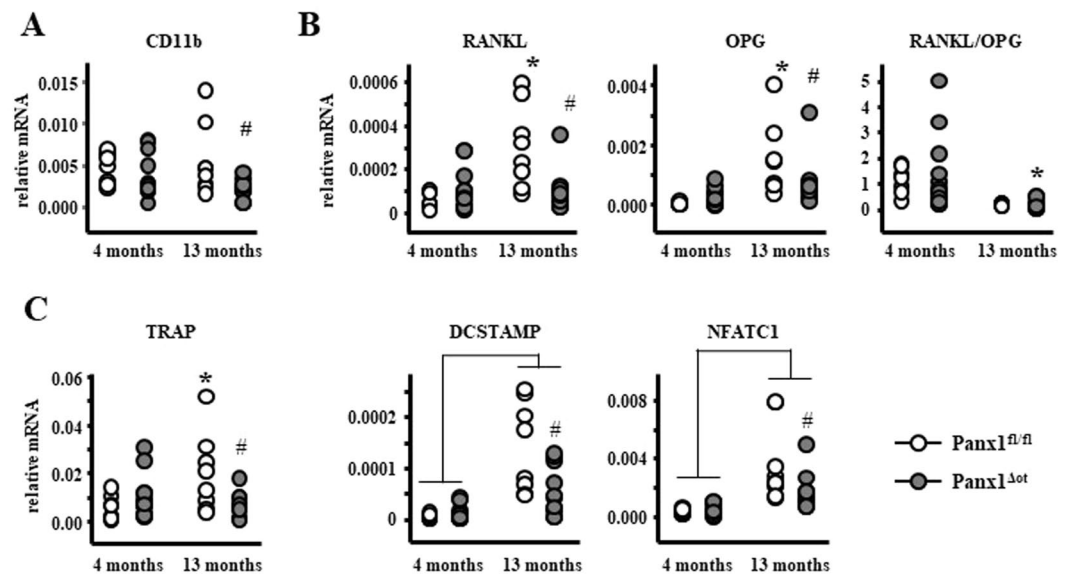 A
B
CD11b
RANKL
OPG
RANKL/OPG
relative mRNA
0.015
0.010
0.005
0.000
4 months
13 months
#
relative mRNA
0.0006
0.0004
0.0002
0
4 months
13 months
*
#
0.004
0.002
0.000
4 months
13 months
*
#
5
4
3
2
1
0
4 months
13 months
*
C
TRAP
DCSTAMP
NFATC1
relative mRNA
0.06
0.04
0.02
0.00
4 months
13 months
*
#
0.0002
0.0001
0
4 months
13 months
#
0.008
0.004
0.000
4 months
13 months
#
Panx1fl/fl
Panx1Δot